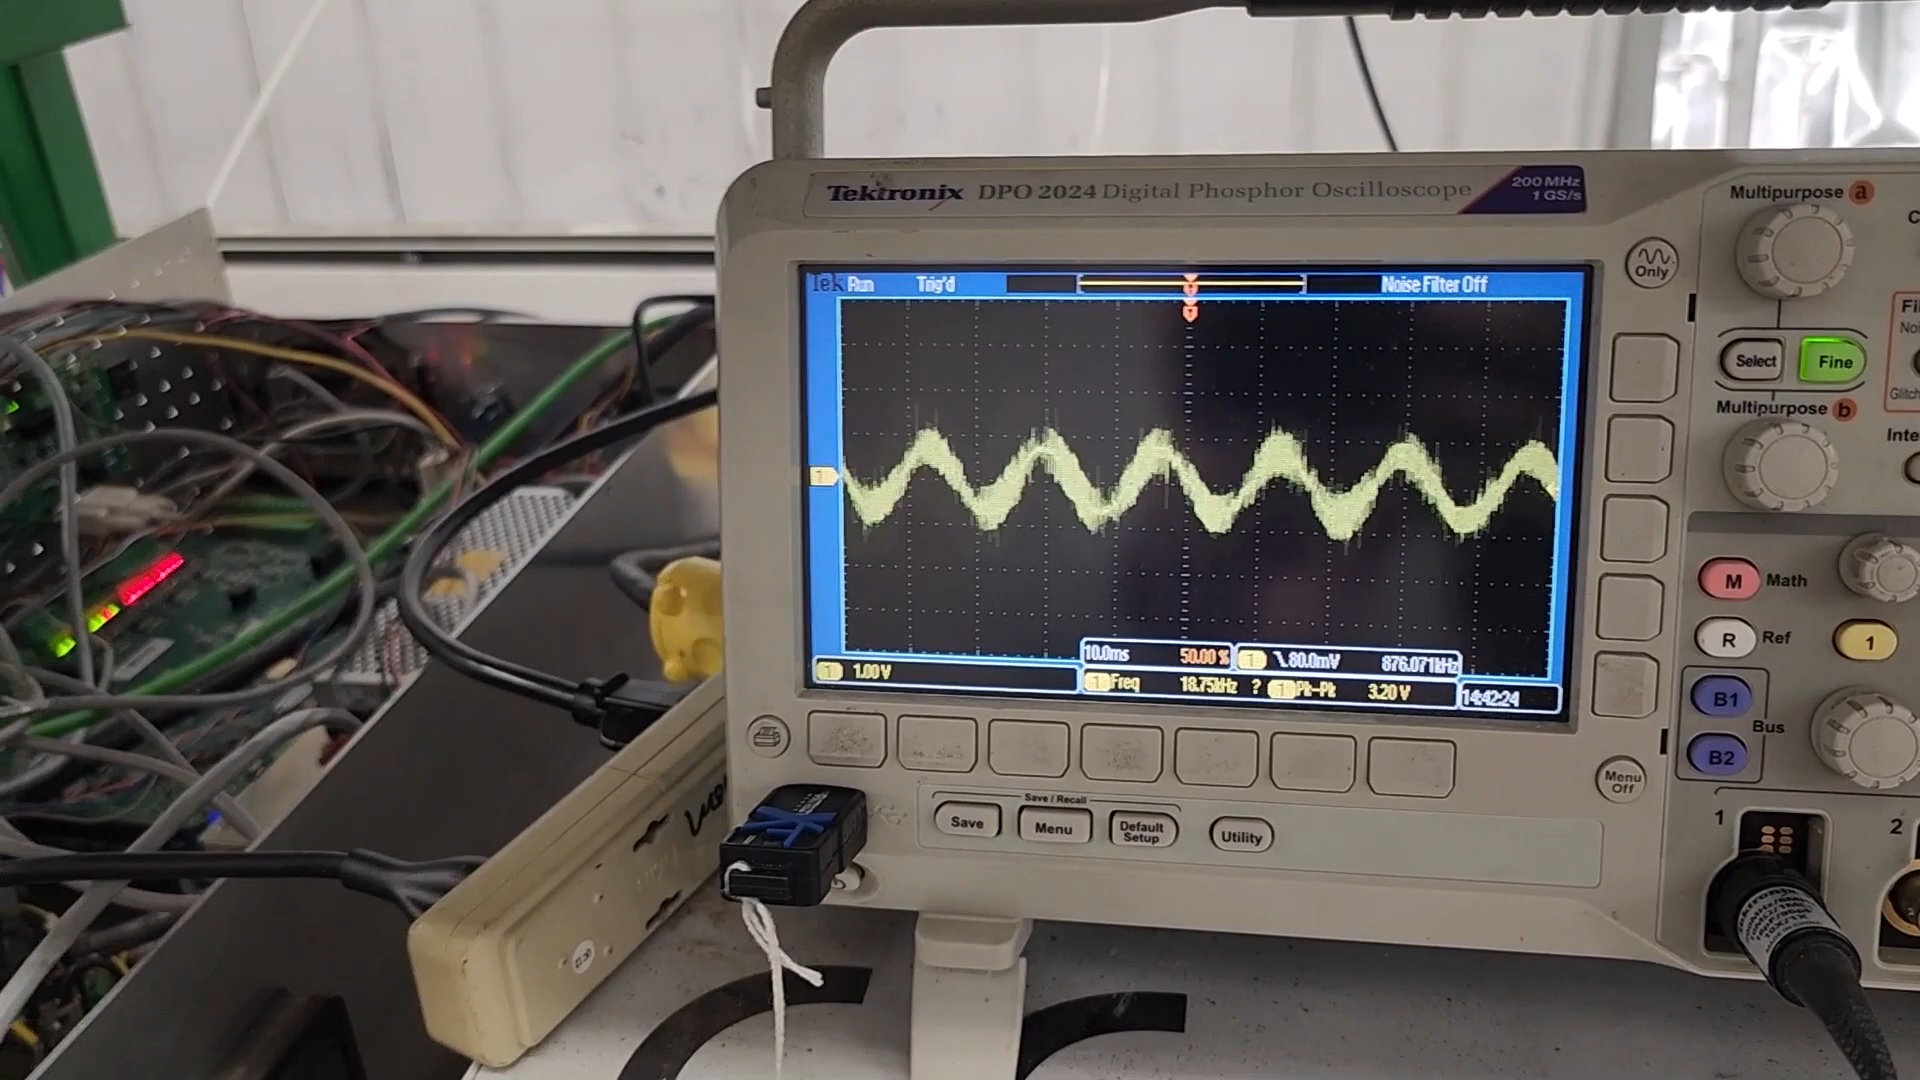 Tektronix DPO 2024 Digital Phosphor Oscilloscope
200 MHz
1 GS/s
Multipurpose a
Only
Tek Run Trig'd Noise Filter Off
Select Fine
Multipurpose b
1
10.0ms 50.00 % 1 80.0mV 876.071kHz
1 1.00 V
1 Freq 18.75kHz ? 1 Pk-Pk 3.20 V
14:42:24
M Math
R Ref
1
B1
Bus
B2
Menu
Off
Save / Recall
Save Menu Default
Setup
Utility
1 2